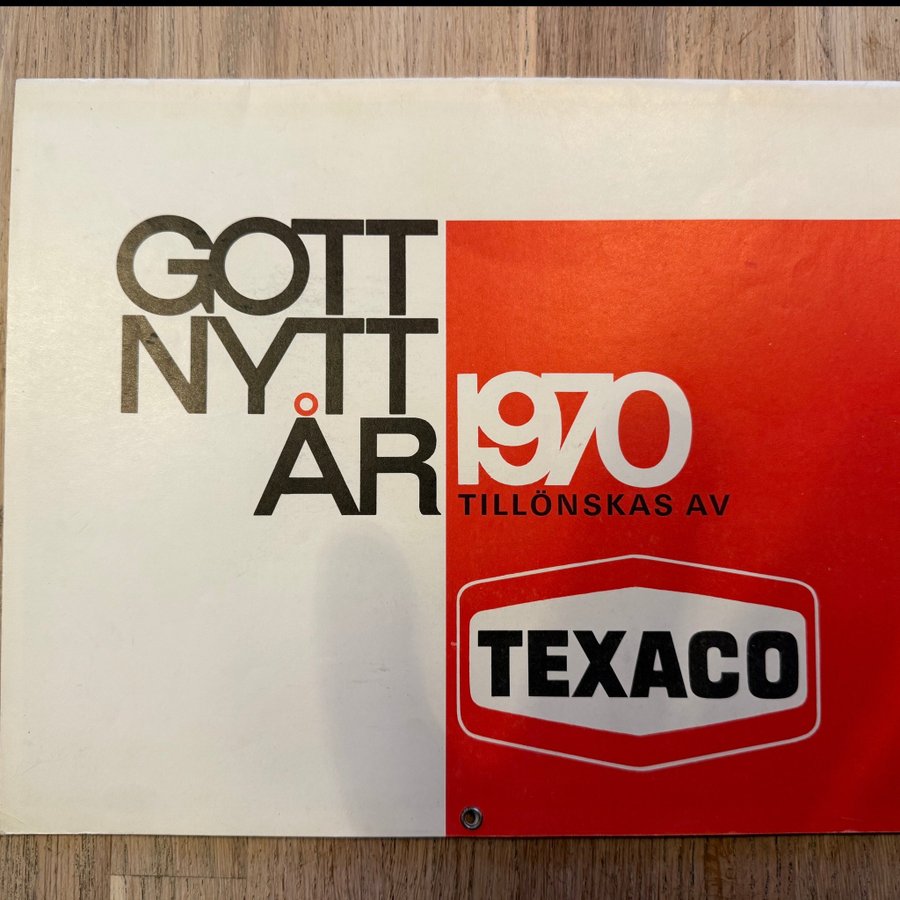 GOTT
NYTT
ÅR 1970
TILLÖNSKAS AV
TEXACO